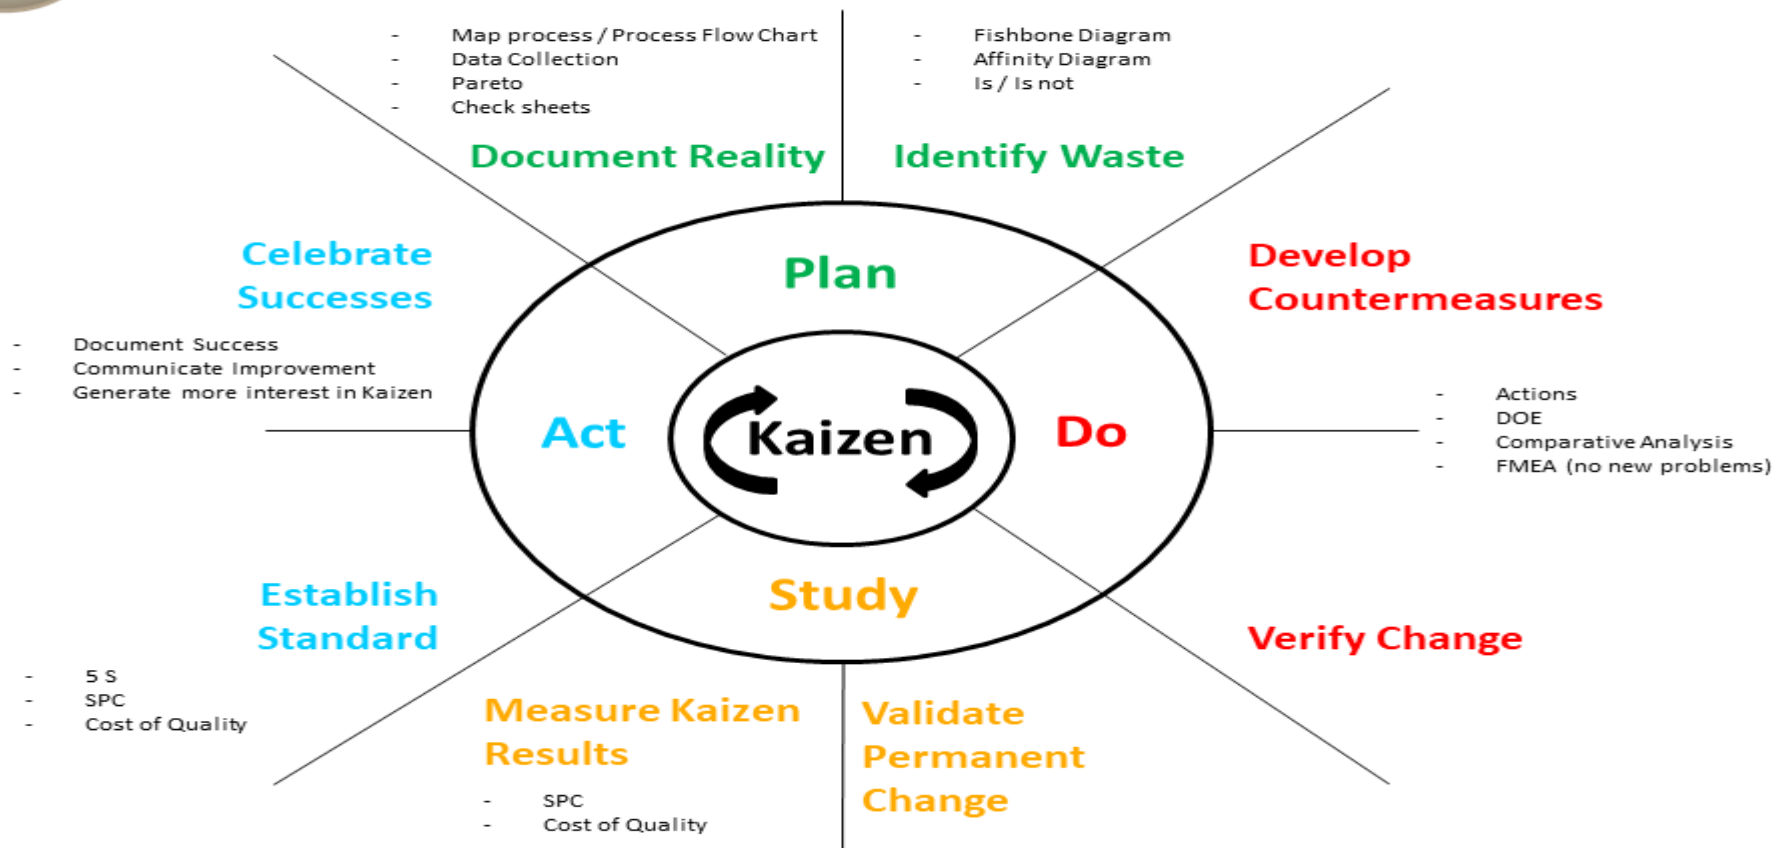 - Map process / Process Flow Chart
- Data Collection
- Pareto
- Check sheets
Document Reality
- Fishbone Diagram
- Affinity Diagram
- Is / Is not
Identify Waste
Develop
Countermeasures
- Actions
- DOE
- Comparative Analysis
- FMEA (no new problems)
Verify Change
Validate
Permanent
Change
Measure Kaizen
Results
- SPC
- Cost of Quality
Establish
Standard
- 5 S
- SPC
- Cost of Quality
Celebrate
Successes
- Document Success
- Communicate Improvement
- Generate more interest in Kaizen
Plan
Do
Study
Act
Kaizen